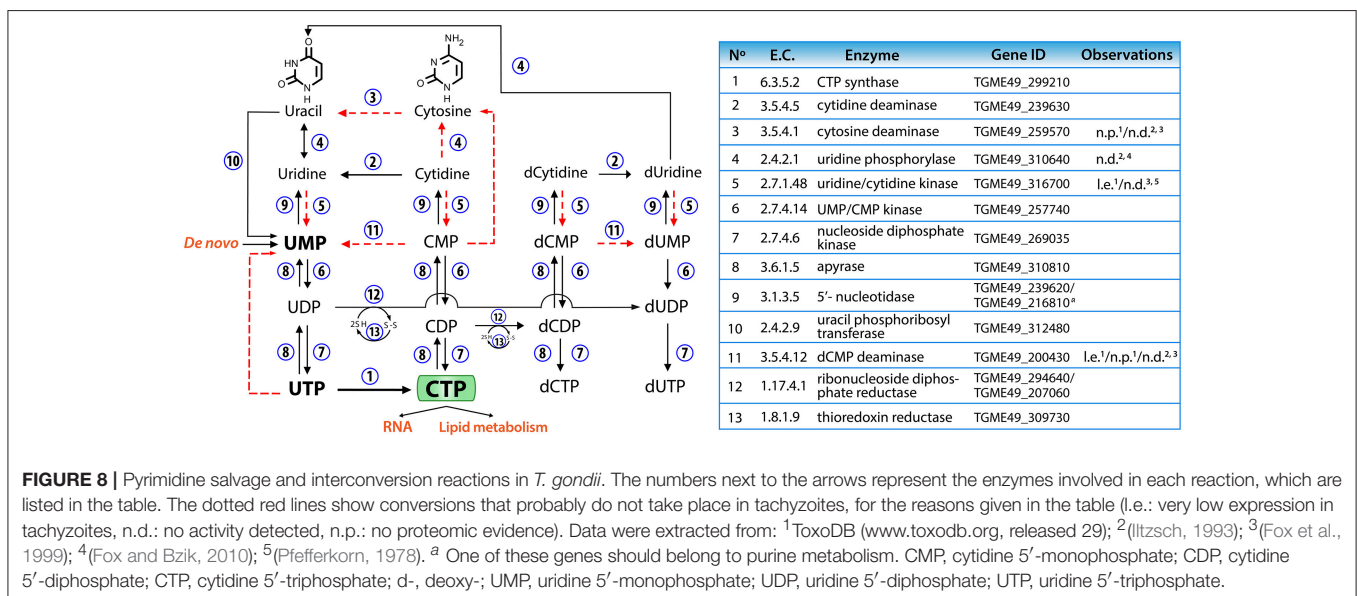 NH₂
O
④
HN
N
O
N
H
O
N
H
Uracil
③
Cytosine
④
④
⑩
Uridine
②
Cytidine
dCytidine
②
dUridine
⑨ ⑤
⑨ ⑤
⑨ ⑤
⑨ ⑤
De novo
UMP
⑪
CMP
dCMP
⑪
dUMP
⑧ ⑥
⑧ ⑥
⑧ ⑥
⑥
UDP
⑫
dUDP
2SH ⑬ S-S
CDP
⑫
2SH ⑬ S-S
dCDP
⑧ ⑦
⑧ ⑦
⑧ ⑦
⑦
UTP
①
CTP
dCTP
dUTP
RNA
Lipid metabolism
Nº E.C. Enzyme Gene ID Observations
1 6.3.5.2 CTP synthase TGME49_299210
2 3.5.4.5 cytidine deaminase TGME49_239630
3 3.5.4.1 cytosine deaminase TGME49_259570 n.p.¹/n.d.²,³
4 2.4.2.1 uridine phosphorylase TGME49_310640 n.d.²,⁴
5 2.7.1.48 uridine/cytidine kinase TGME49_316700 l.e.¹/n.d.³,⁵
6 2.7.4.14 UMP/CMP kinase TGME49_257740
7 2.7.4.6 nucleoside diphosphate
kinase TGME49_269035
8 3.6.1.5 apyrase TGME49_310810
9 3.1.3.5 5′- nucleotidase TGME49_239620/
TGME49_216810ᵃ
10 2.4.2.9 uracil phosphoribosyl
transferase TGME49_312480
11 3.5.4.12 dCMP deaminase TGME49_200430 l.e.¹/n.p.¹/n.d.²,³
12 1.17.4.1 ribonucleoside diphos-
phate reductase TGME49_294640/
TGME49_207060
13 1.8.1.9 thioredoxin reductase TGME49_309730
FIGURE 8 | Pyrimidine salvage and interconversion reactions in T. gondii. The numbers next to the arrows represent the enzymes involved in each reaction, which are
listed in the table. The dotted red lines show conversions that probably do not take place in tachyzoites, for the reasons given in the table (l.e.: very low expression in
tachyzoites, n.d.: no activity detected, n.p.: no proteomic evidence). Data were extracted from: ¹ToxoDB (www.toxodb.org, released 29); ²(Iltzsch, 1993); ³(Fox et al.,
1999); ⁴(Fox and Bzik, 2010); ⁵(Pfefferkorn, 1978). ᵃ One of these genes should belong to purine metabolism. CMP, cytidine 5′-monophosphate; CDP, cytidine
5′-diphosphate; CTP, cytidine 5′-triphosphate; d-, deoxy-; UMP, uridine 5′-monophosphate; UDP, uridine 5′-diphosphate; UTP, uridine 5′-triphosphate.